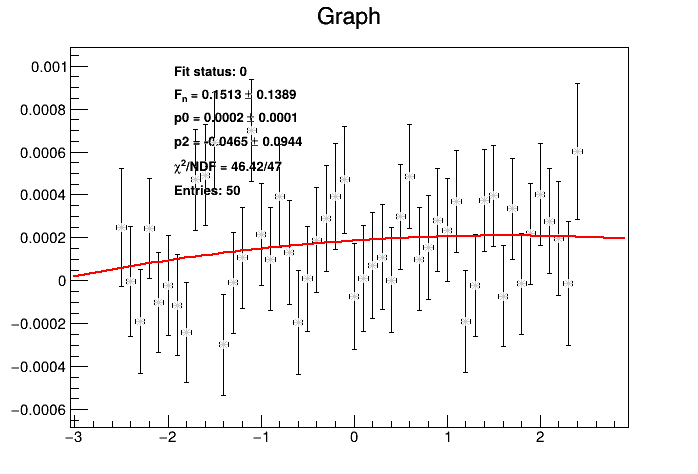 Graph
Fit status: 0
Fn = 0.1513 ± 0.1389
p0 = 0.0002 ± 0.0001
p2 = -0.0465 ± 0.0944
χ²/NDF = 46.42/47
Entries: 50
0.001
0.0008
0.0006
0.0004
0.0002
0
−0.0002
−0.0004
−0.0006
−3 −2 −1 0 1 2